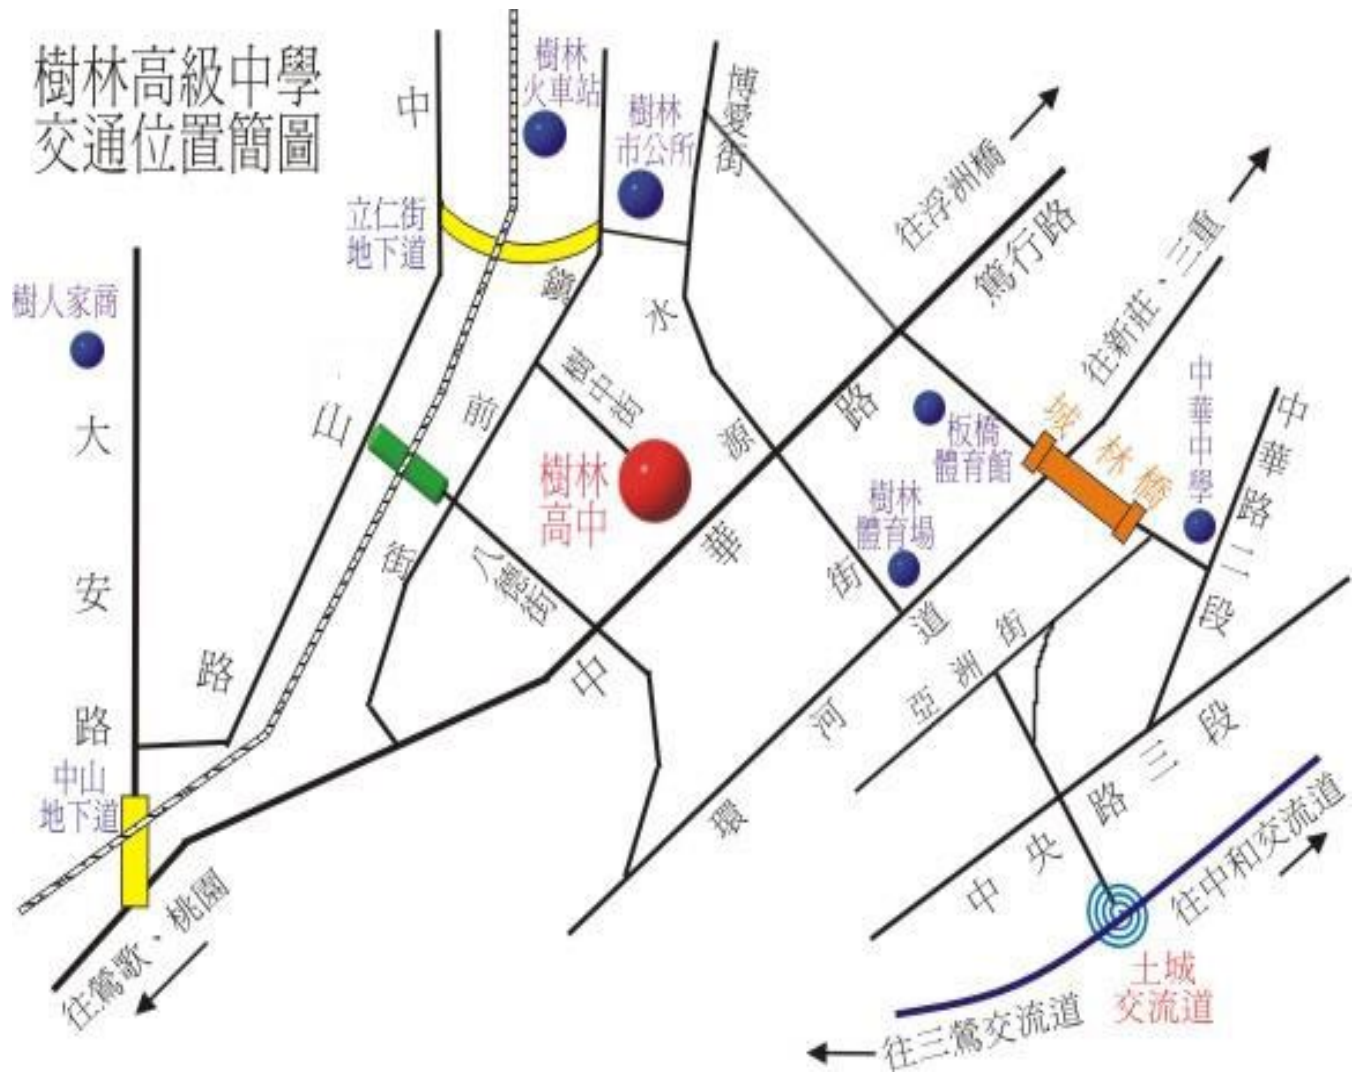 樹林高級中學
交通位置簡圖
樹林
火車站
樹林
市公所
博愛街
立仁街
地下道
樹人家商
大安路
中山路
中山
地下道
鎮前街
樹中街
樹林
高中
八德街
水源街
中華路
篤行路
往浮洲橋
往新莊、三重
板橋
體育館
樹林
體育場
城林橋
中華中學
中華路二段
環河道
亞洲街
中央路三段
往鶯歌、桃園
土城
交流道
往中和交流道
往三鶯交流道